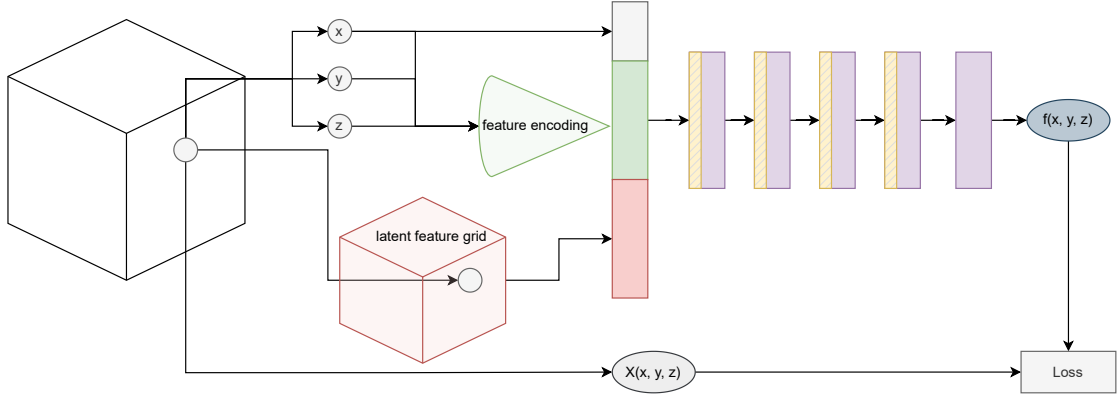 x
y
z
feature encoding
f(x, y, z)
latent feature grid
X(x, y, z)
Loss